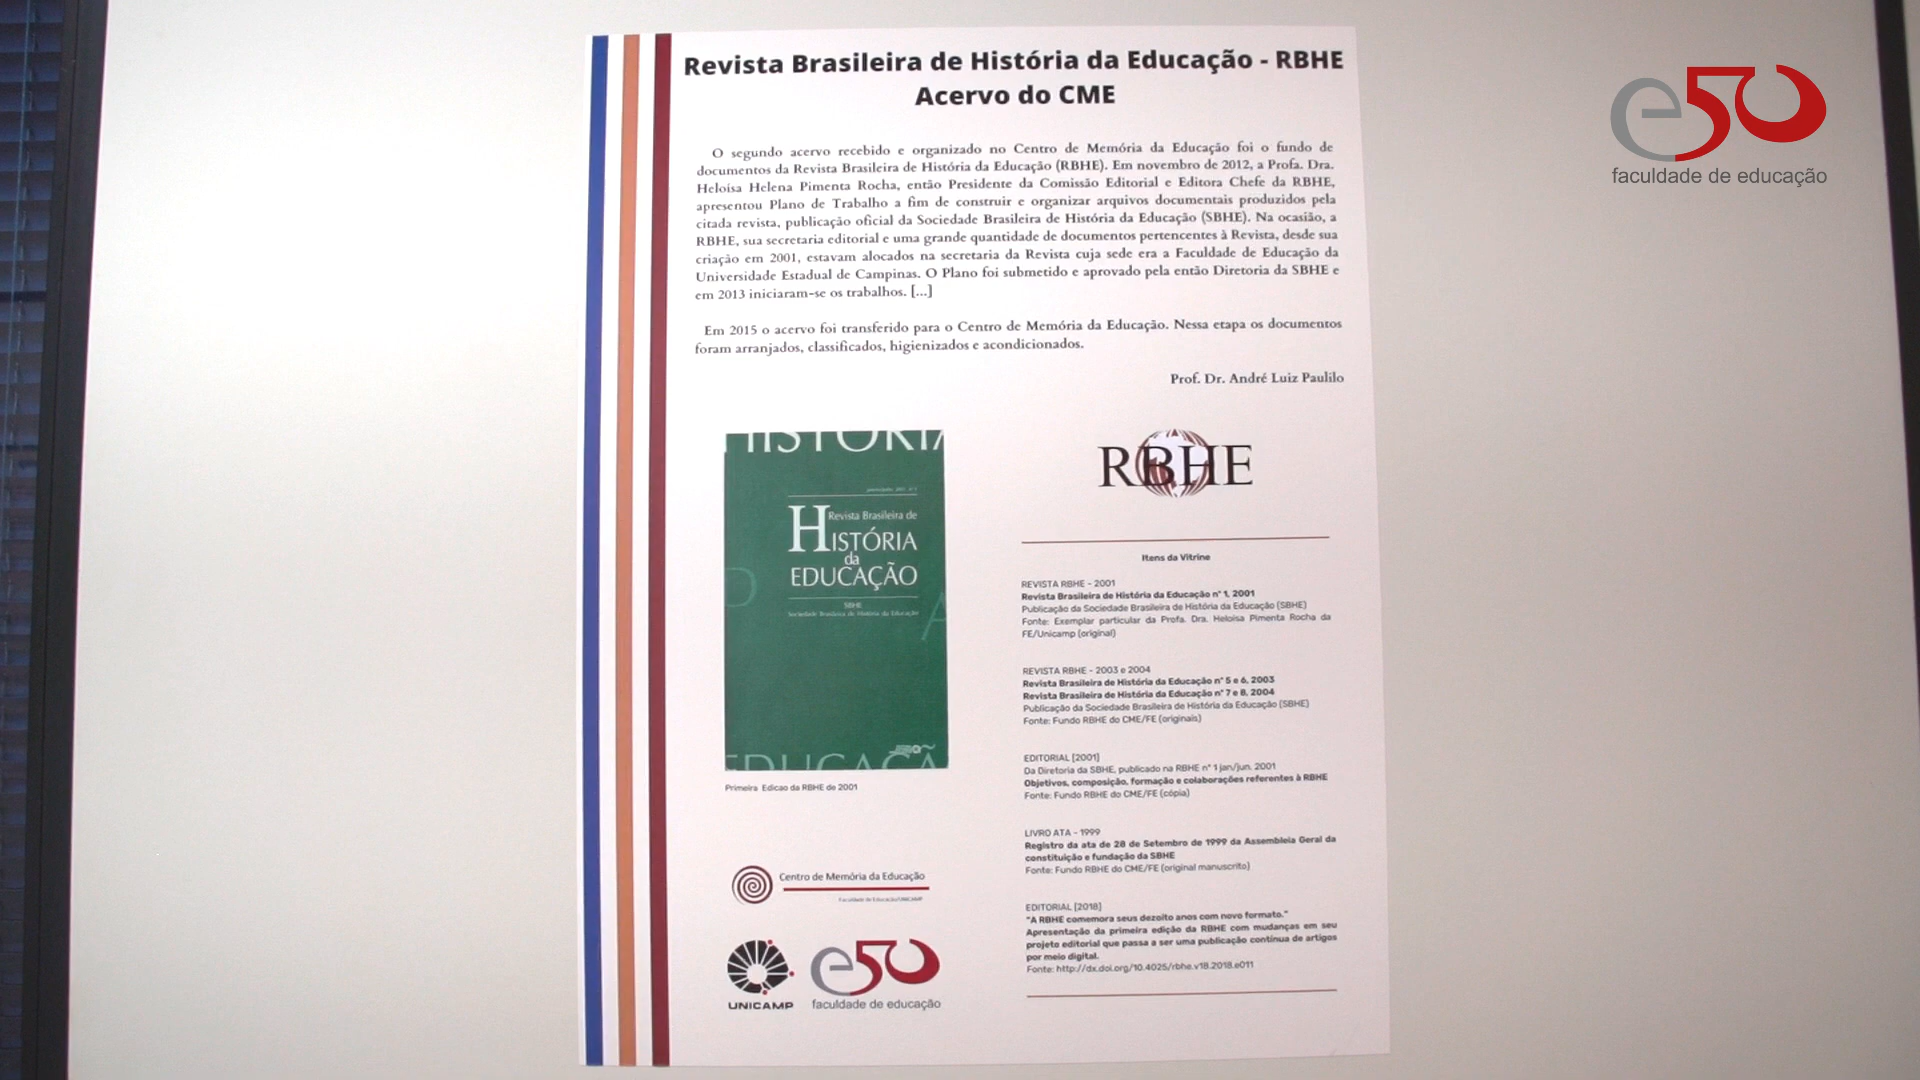 Revista Brasileira de História da Educação - RBHE
Acervo do CME
O segundo acervo recebido e organizado no Centro de Memória da Educação foi o fundo de
documentos da Revista Brasileira de História da Educação (RBHE). Em novembro de 2012, a Profa. Dra.
Heloísa Helena Pimenta Rocha, então Presidente da Comissão Editorial e Editora Chefe da RBHE,
apresentou Plano de Trabalho a fim de construir e organizar arquivos documentais produzidos pela
citada revista, publicação oficial da Sociedade Brasileira de História da Educação (SBHE). Na ocasião, a
RBHE, sua secretaria editorial e uma grande quantidade de documentos pertencentes à Revista, desde sua
criação em 2001, estavam alocados na secretaria da Revista cuja sede era a Faculdade de Educação da
Universidade Estadual de Campinas. O Plano foi submetido e aprovado pela então Diretoria da SBHE e
em 2013 iniciaram-se os trabalhos. [...]
Em 2015 o acervo foi transferido para o Centro de Memória da Educação. Nessa etapa os documentos
foram arranjados, classificados, higienizados e acondicionados.
Prof. Dr. André Luiz Paulilo
HISTÓRIA
Revista Brasileira de
HISTÓRIA
da
EDUCAÇÃO
SBHE
Sociedade Brasileira de História da Educação
EDUCAÇÃ
Primeira Edicao da RBHE de 2001
Centro de Memória da Educação
Faculdade de Educação/UNICAMP
UNICAMP
e50
faculdade de educação
RBHE
Itens da Vitrine
REVISTA RBHE - 2001
Revista Brasileira de História da Educação n° 1, 2001
Publicação da Sociedade Brasileira de História da Educação (SBHE)
Fonte: Exemplar particular da Profa. Dra. Heloísa Pimenta Rocha da
FE/Unicamp (original)
REVISTA RBHE - 2003 e 2004
Revista Brasileira de História da Educação n° 5 e 6, 2003
Revista Brasileira de História da Educação n° 7 e 8, 2004
Publicação da Sociedade Brasileira de História da Educação (SBHE)
Fonte: Fundo RBHE do CME/FE (originais)
EDITORIAL [2001]
Da Diretoria da SBHE, publicado na RBHE n° 1 jan/jun. 2001
Objetivos, composição, formação e colaborações referentes à RBHE
Fonte: Fundo RBHE do CME/FE (cópia)
LIVRO ATA - 1999
Registro da ata de 28 de Setembro de 1999 da Assembleia Geral da
constituição e fundação da SBHE
Fonte: Fundo RBHE do CME/FE (original manuscrito)
EDITORIAL [2018]
"A RBHE comemora seus dezoito anos com novo formato."
Apresentação da primeira edição da RBHE com mudanças em seu
projeto editorial que passa a ser uma publicação contínua de artigos
por meio digital.
Fonte: http://dx.doi.org/10.4025/rbhe.v18.2018.e011
e50
faculdade de educação